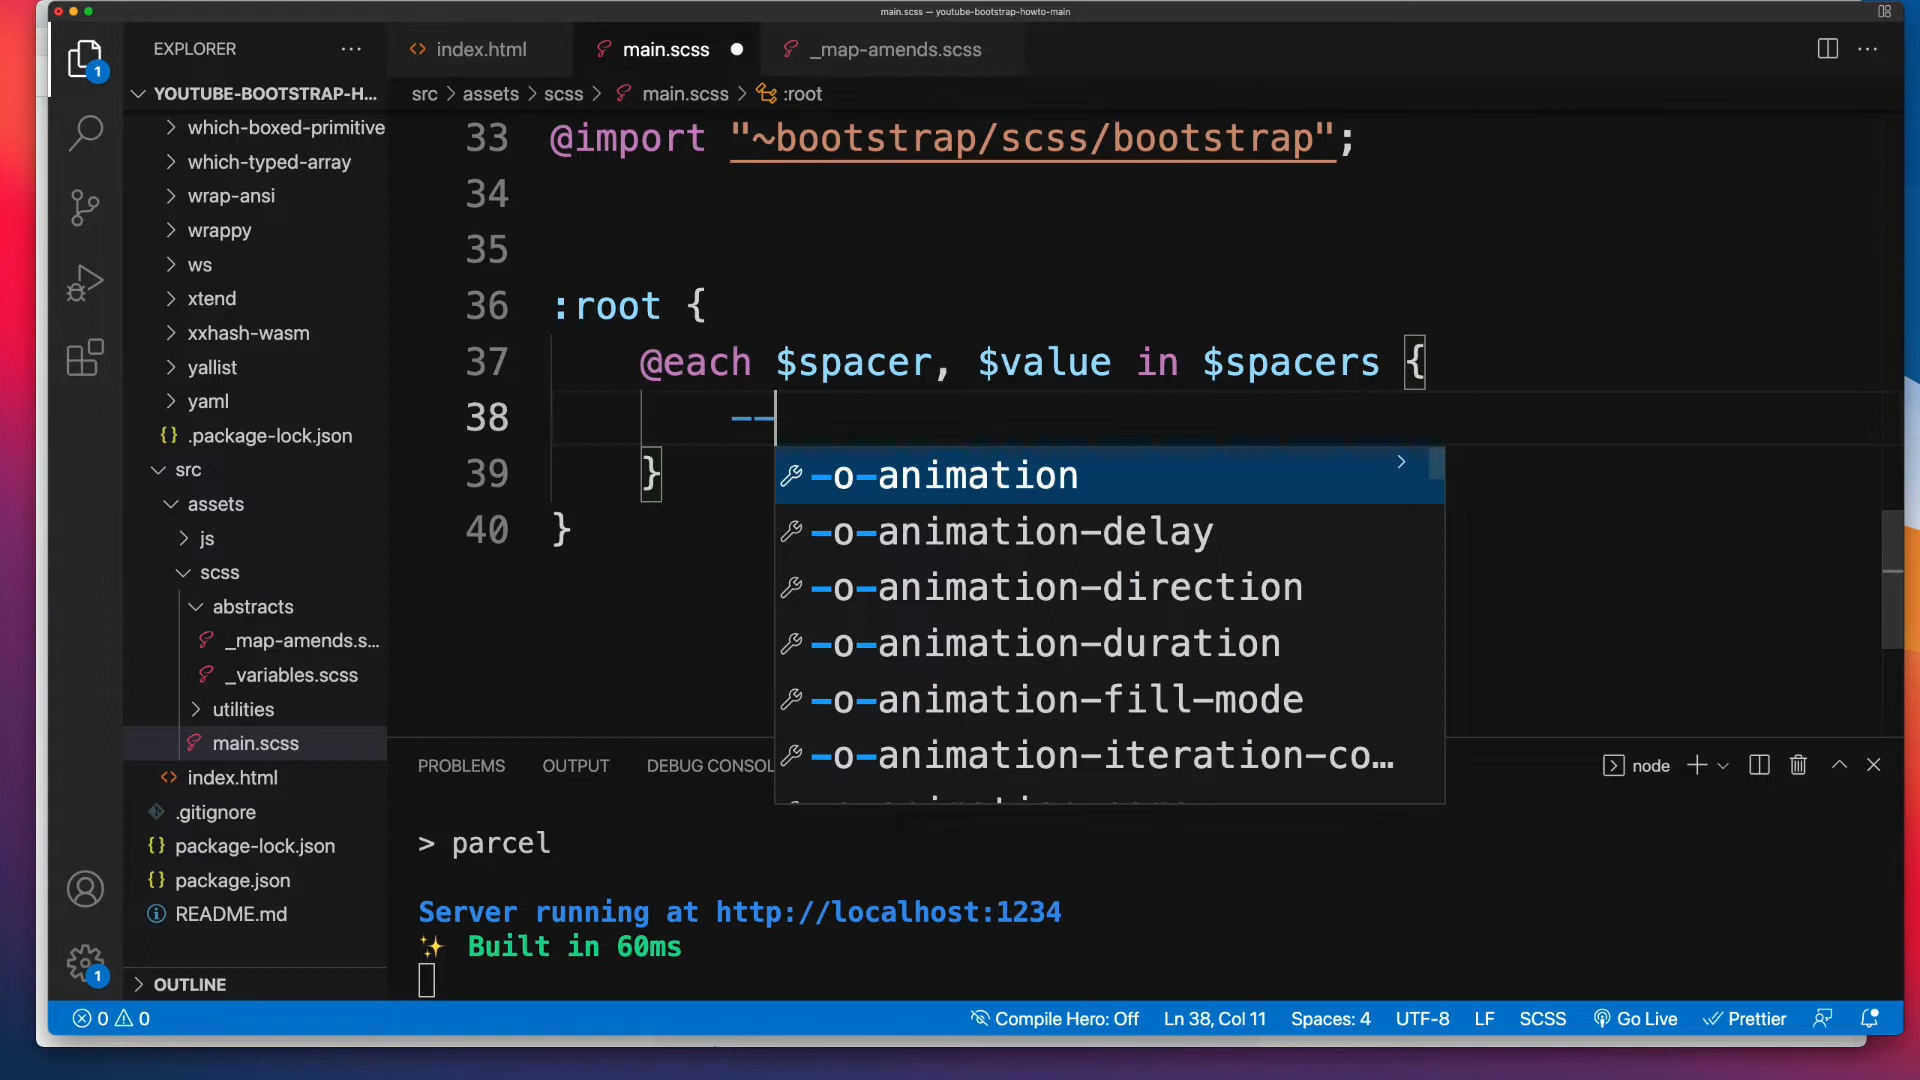 main.scss — youtube-bootstrap-howto-main
EXPLORER
index.html
main.scss
_map-amends.scss
1
YOUTUBE-BOOTSTRAP-H...
src > assets > scss > main.scss > :root
which-boxed-primitive
which-typed-array
wrap-ansi
wrappy
ws
xtend
xxhash-wasm
yallist
yaml
{} .package-lock.json
src
assets
js
scss
abstracts
_map-amends.s...
_variables.scss
utilities
main.scss
<> index.html
.gitignore
{} package-lock.json
{} package.json
README.md
1
OUTLINE
33 @import "~bootstrap/scss/bootstrap";
34
35
36 :root {
37 @each $spacer, $value in $spacers {
38 --
39 }
40 }
-o-animation
-o-animation-delay
-o-animation-direction
-o-animation-duration
-o-animation-fill-mode
-o-animation-iteration-co...
PROBLEMS OUTPUT DEBUG CONSOL
node
> parcel
Server running at http://localhost:1234
✨ Built in 60ms
0 0 Compile Hero: Off Ln 38, Col 11 Spaces: 4 UTF-8 LF SCSS Go Live Prettier